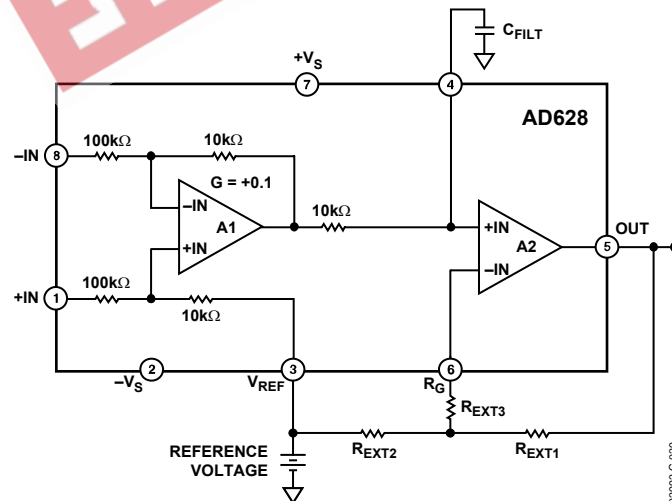 C_FILT
+V_S
7
4
AD628
100kΩ
10kΩ
–IN
8
G = +0.1
–IN
A1
+IN
10kΩ
+IN
A2
–IN
OUT
5
+IN
1
100kΩ
10kΩ
2
–V_S
3
V_REF
6
R_G
R_EXT3
R_EXT2
R_EXT1
REFERENCE
VOLTAGE